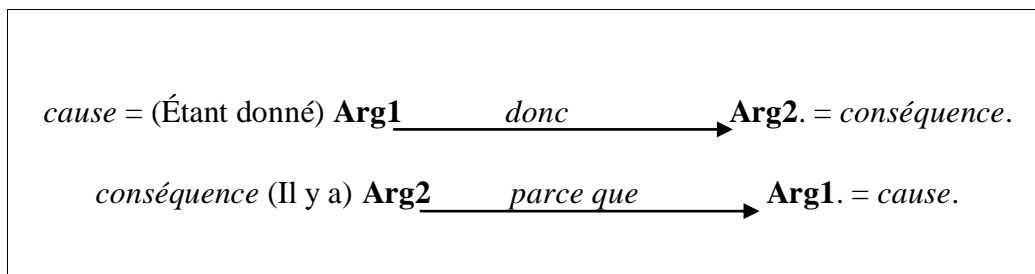 cause = (Étant donné) Arg1 donc Arg2. = conséquence.
conséquence (Il y a) Arg2 parce que Arg1. = cause.